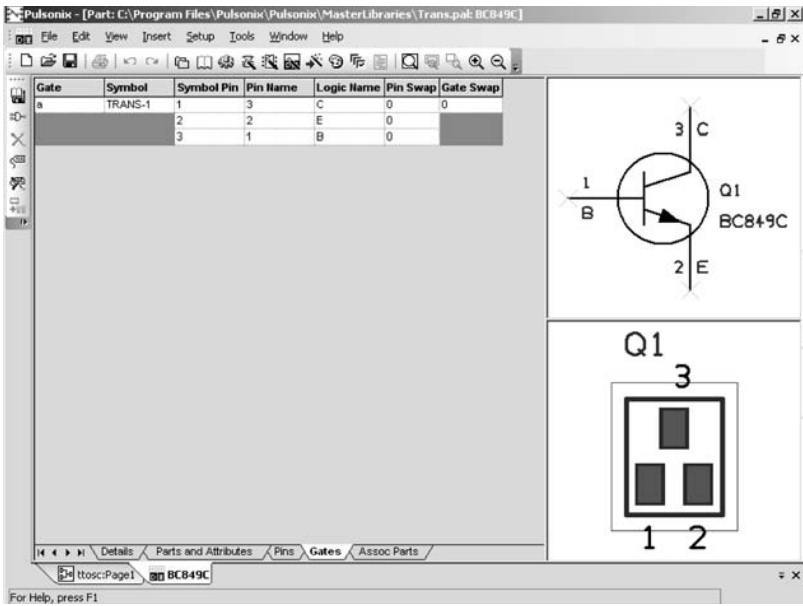 Pulsonix - [Part: C:\Program Files\Pulsonix\Pulsonix\MasterLibraries\Trans.pal: BC849C]
File Edit View Insert Setup Tools Window Help
Gate Symbol Symbol Pin Pin Name Logic Name Pin Swap Gate Swap
a TRANS-1 1 3 C 0 0
2 2 E 0
3 1 B 0
3 C
1
B
Q1
BC849C
2 E
Q1
3
1 2
Details Parts and Attributes Pins Gates Assoc Parts
ttosc:Page1 BC849C
For Help, press F1